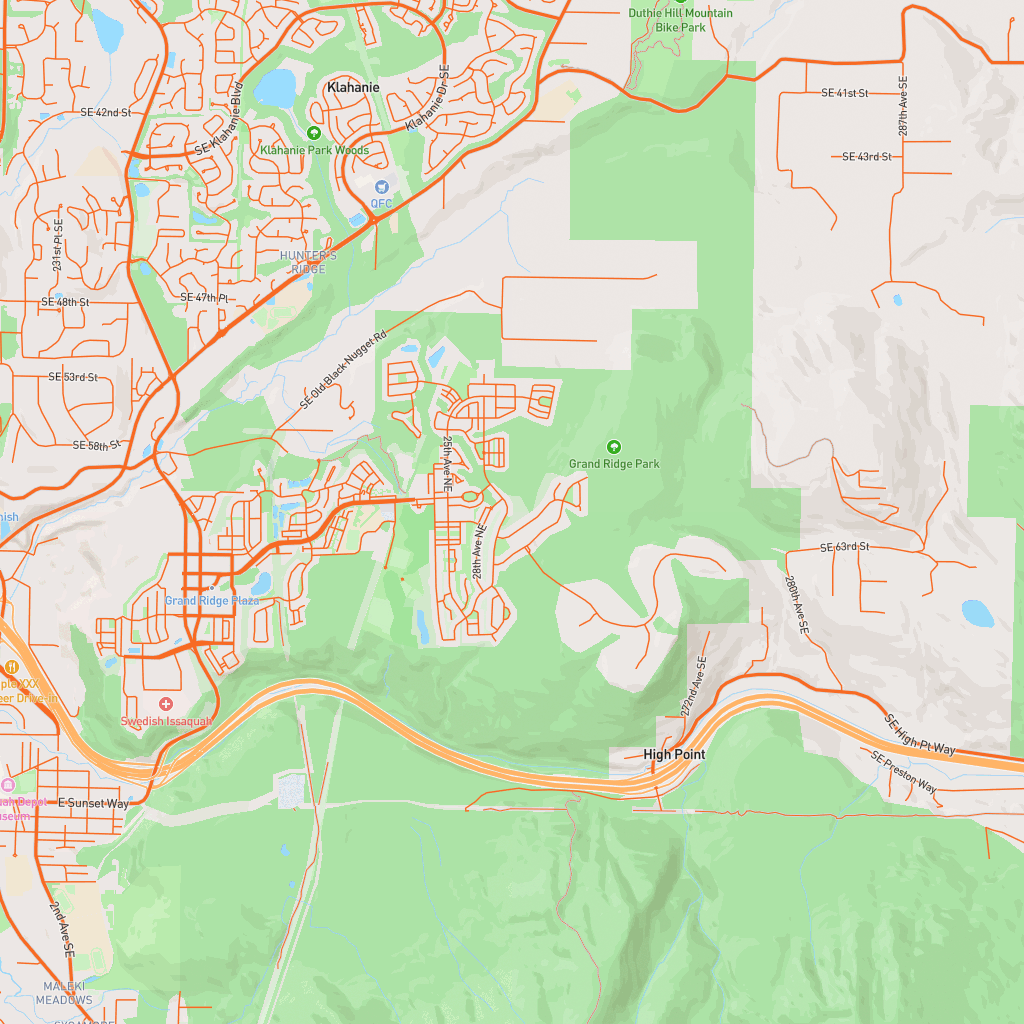 Duthie Hill Mountain
Bike Park
Klahanie
Klahanie Dr SE
SE 41st St
287th Ave SE
SE 42nd St
SE Klahanie Blvd
Klahanie Park Woods
SE 43rd St
QFC
231st Pl SE
HUNTER'S
RIDGE
SE 47th Pl
SE 48th St
SE Old Black Nugget Rd
SE 53rd St
SE 58th St
25th Ave NE
Grand Ridge Park
28th Ave NE
SE 63rd St
280th Ave SE
Grand Ridge Plaza
272nd Ave SE
Swedish Issaquah
SE High Pt Way
High Point
SE Preston Way
E Sunset Way
2nd Ave SE
MALEKI
MEADOWS